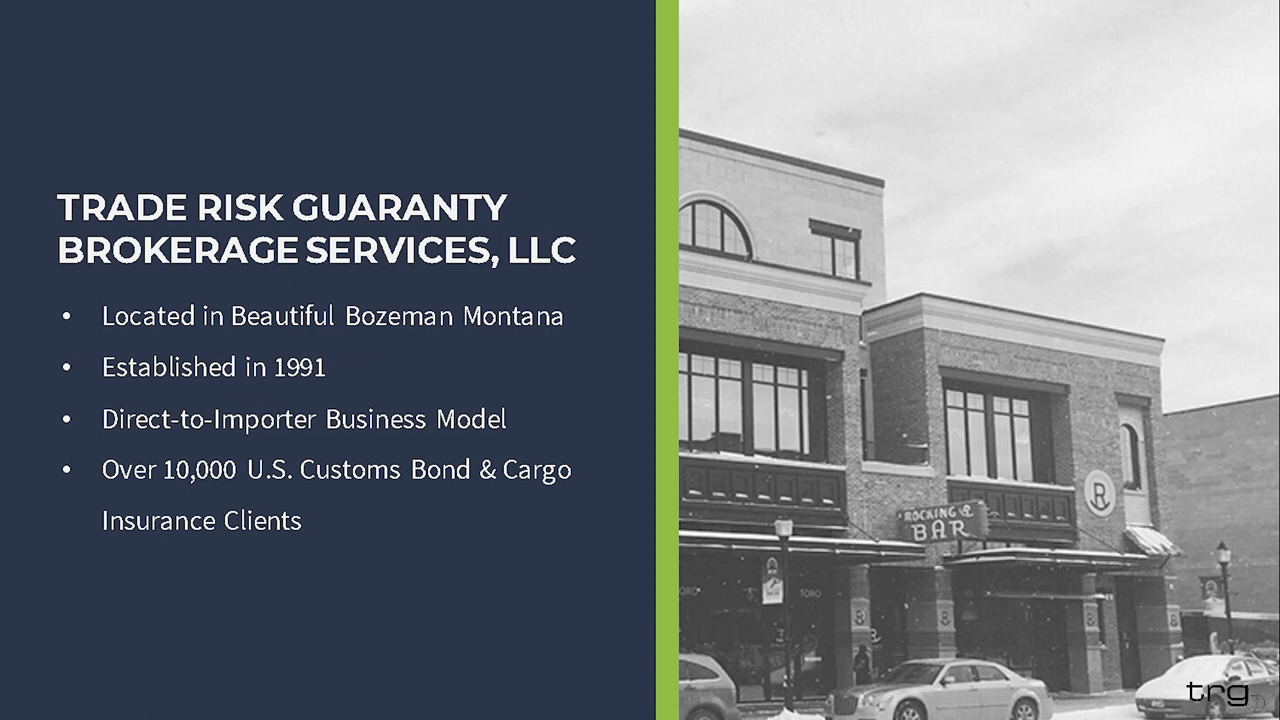 TRADE RISK GUARANTY
BROKERAGE SERVICES, LLC
• Located in Beautiful Bozeman Montana
• Established in 1991
• Direct-to-Importer Business Model
• Over 10,000 U.S. Customs Bond & Cargo
Insurance Clients
R
ROCKING R
BAR
TORO
trg